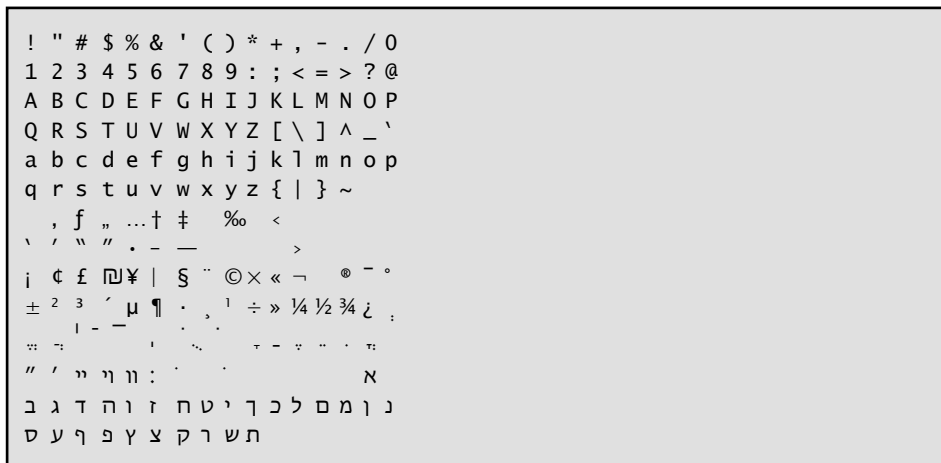 ! " # $ % & ' ( ) * + , - . / 0
1 2 3 4 5 6 7 8 9 : ; < = > ? @
A B C D E F G H I J K L M N O P
Q R S T U V W X Y Z [ \ ] ^ _ `
a b c d e f g h i j k l m n o p
q r s t u v w x y z { | } ~
‚ ƒ „ … † ‡ ‰ ‹
‘ ’ “ ” • – — ›
¡ ¢ £ ₪ ¥ | § ¨ © × « ¬ ® ¯ °
± ² ³ ´ µ ¶ · ¸ ¹ ÷ » ¼ ½ ¾ ¿
״ ׳ ײ ױ װ : א
ב ג ד ה ו ז ח ט י ך כ ל ם מ ן נ
ס ע ף פ ץ צ ק ר ש ת